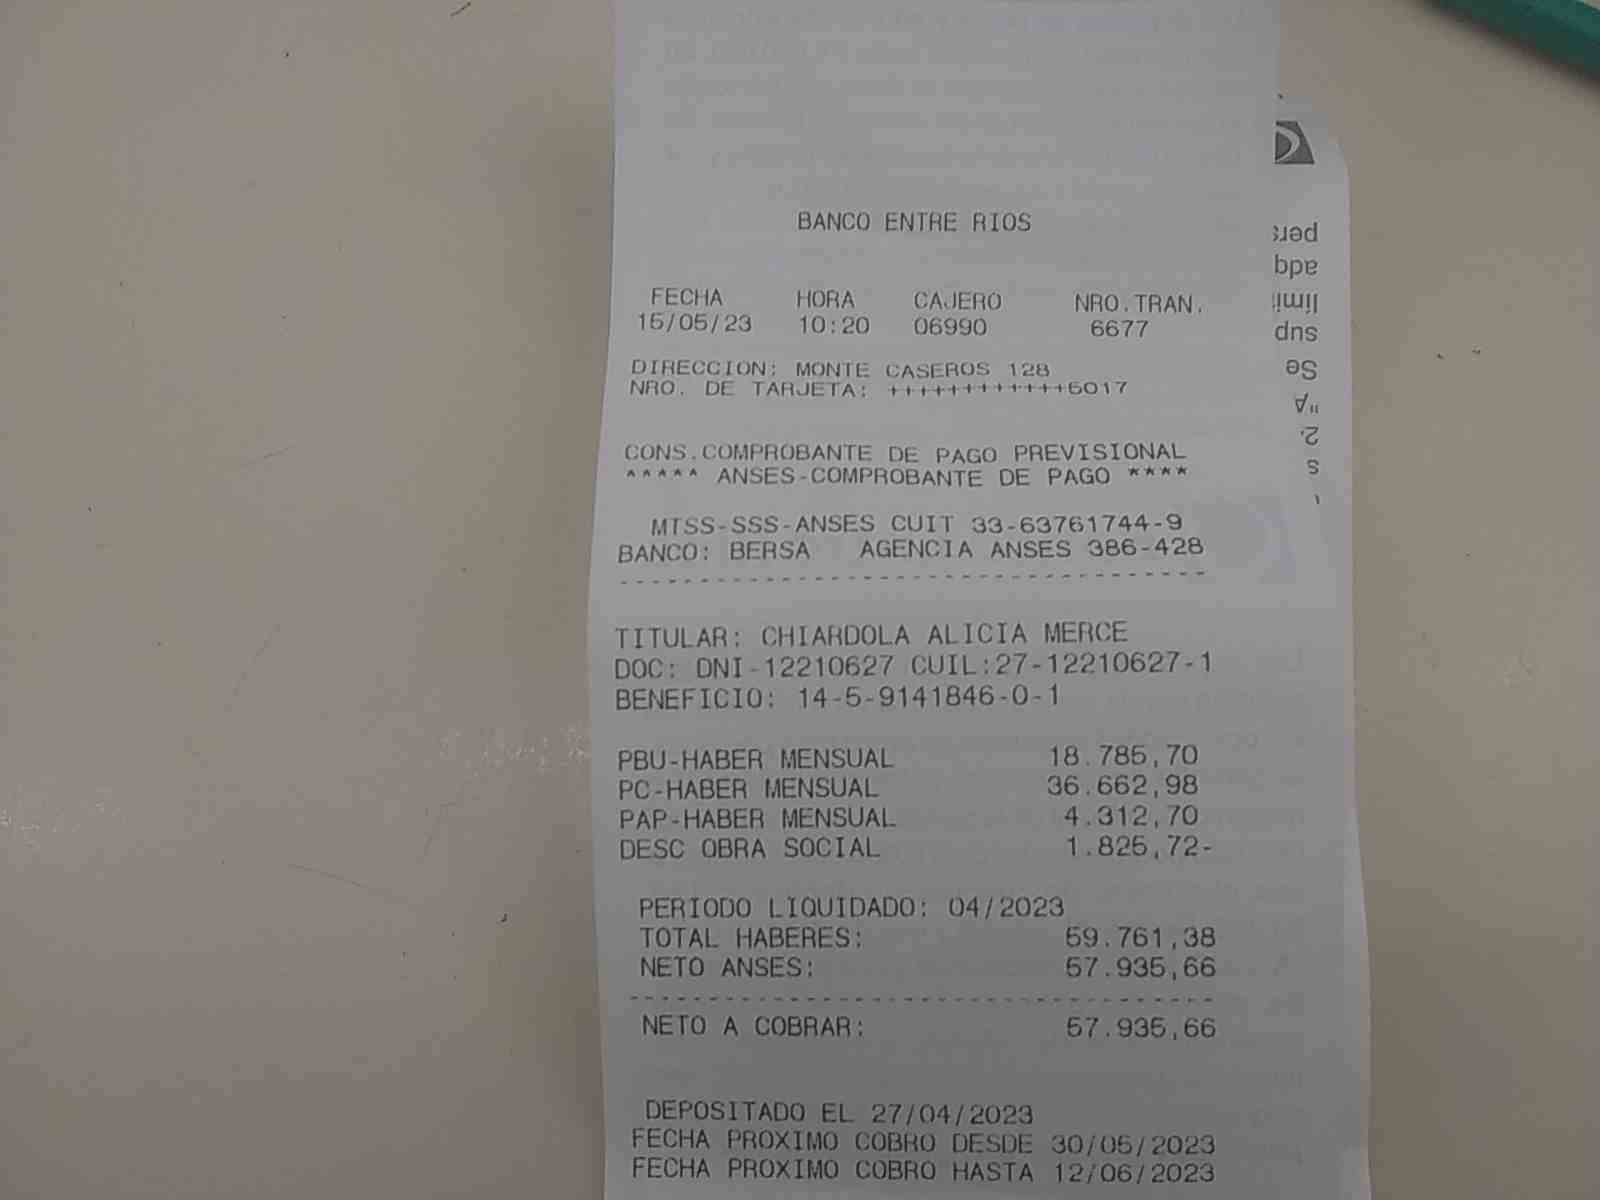 BANCO ENTRE RIOS
FECHA HORA CAJERO NRO.TRAN.
15/05/23 10:20 06990 6677
DIRECCION: MONTE CASEROS 128
NRO. DE TARJETA: ++++++++++++5017
CONS.COMPROBANTE DE PAGO PREVISIONAL
***** ANSES-COMPROBANTE DE PAGO ****
MTSS-SSS-ANSES CUIT 33-63761744-9
BANCO: BERSA AGENCIA ANSES 386-428
------------------------------------
TITULAR: CHIARDOLA ALICIA MERCE
DOC: DNI-12210627 CUIL:27-12210627-1
BENEFICIO: 14-5-9141846-0-1
PBU-HABER MENSUAL 18.785,70
PC-HABER MENSUAL 36.662,98
PAP-HABER MENSUAL 4.312,70
DESC OBRA SOCIAL 1.825,72-
PERIODO LIQUIDADO: 04/2023
TOTAL HABERES: 59.761,38
NETO ANSES: 57.935,66
------------------------------------
NETO A COBRAR: 57.935,66
DEPOSITADO EL 27/04/2023
FECHA PROXIMO COBRO DESDE 30/05/2023
FECHA PROXIMO COBRO HASTA 12/06/2023
pers
adq
limi
sup
Se
"A
2.
s